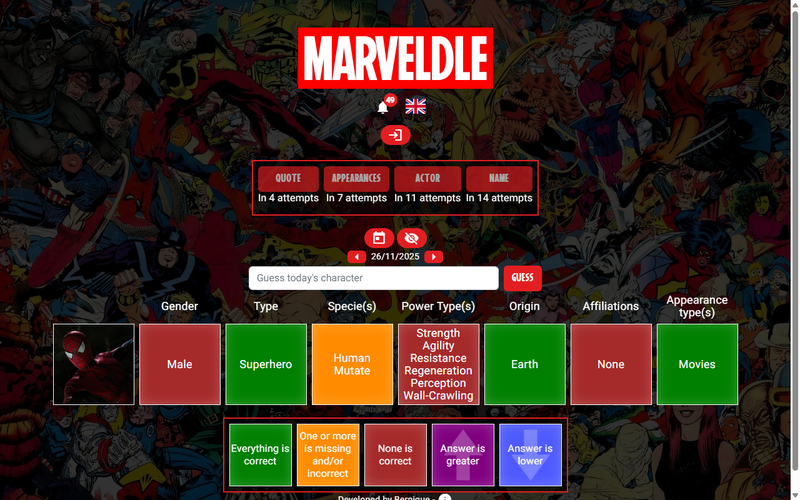 MARVELDLE
49
QUOTE APPEARANCES ACTOR NAME
In 4 attempts In 7 attempts In 11 attempts In 14 attempts
26/11/2025
Guess today's character GUESS
Gender Type Specie(s) Power Type(s) Origin Affiliations Appearance type(s)
Male
Superhero
Human
Mutate
Strength
Agility
Resistance
Regeneration
Perception
Wall-Crawling
Earth
None
Movies
Everything is
correct
One or more
is missing
and/or
incorrect
None is
correct
Answer is
greater
Answer is
lower
Developed by Bernique -